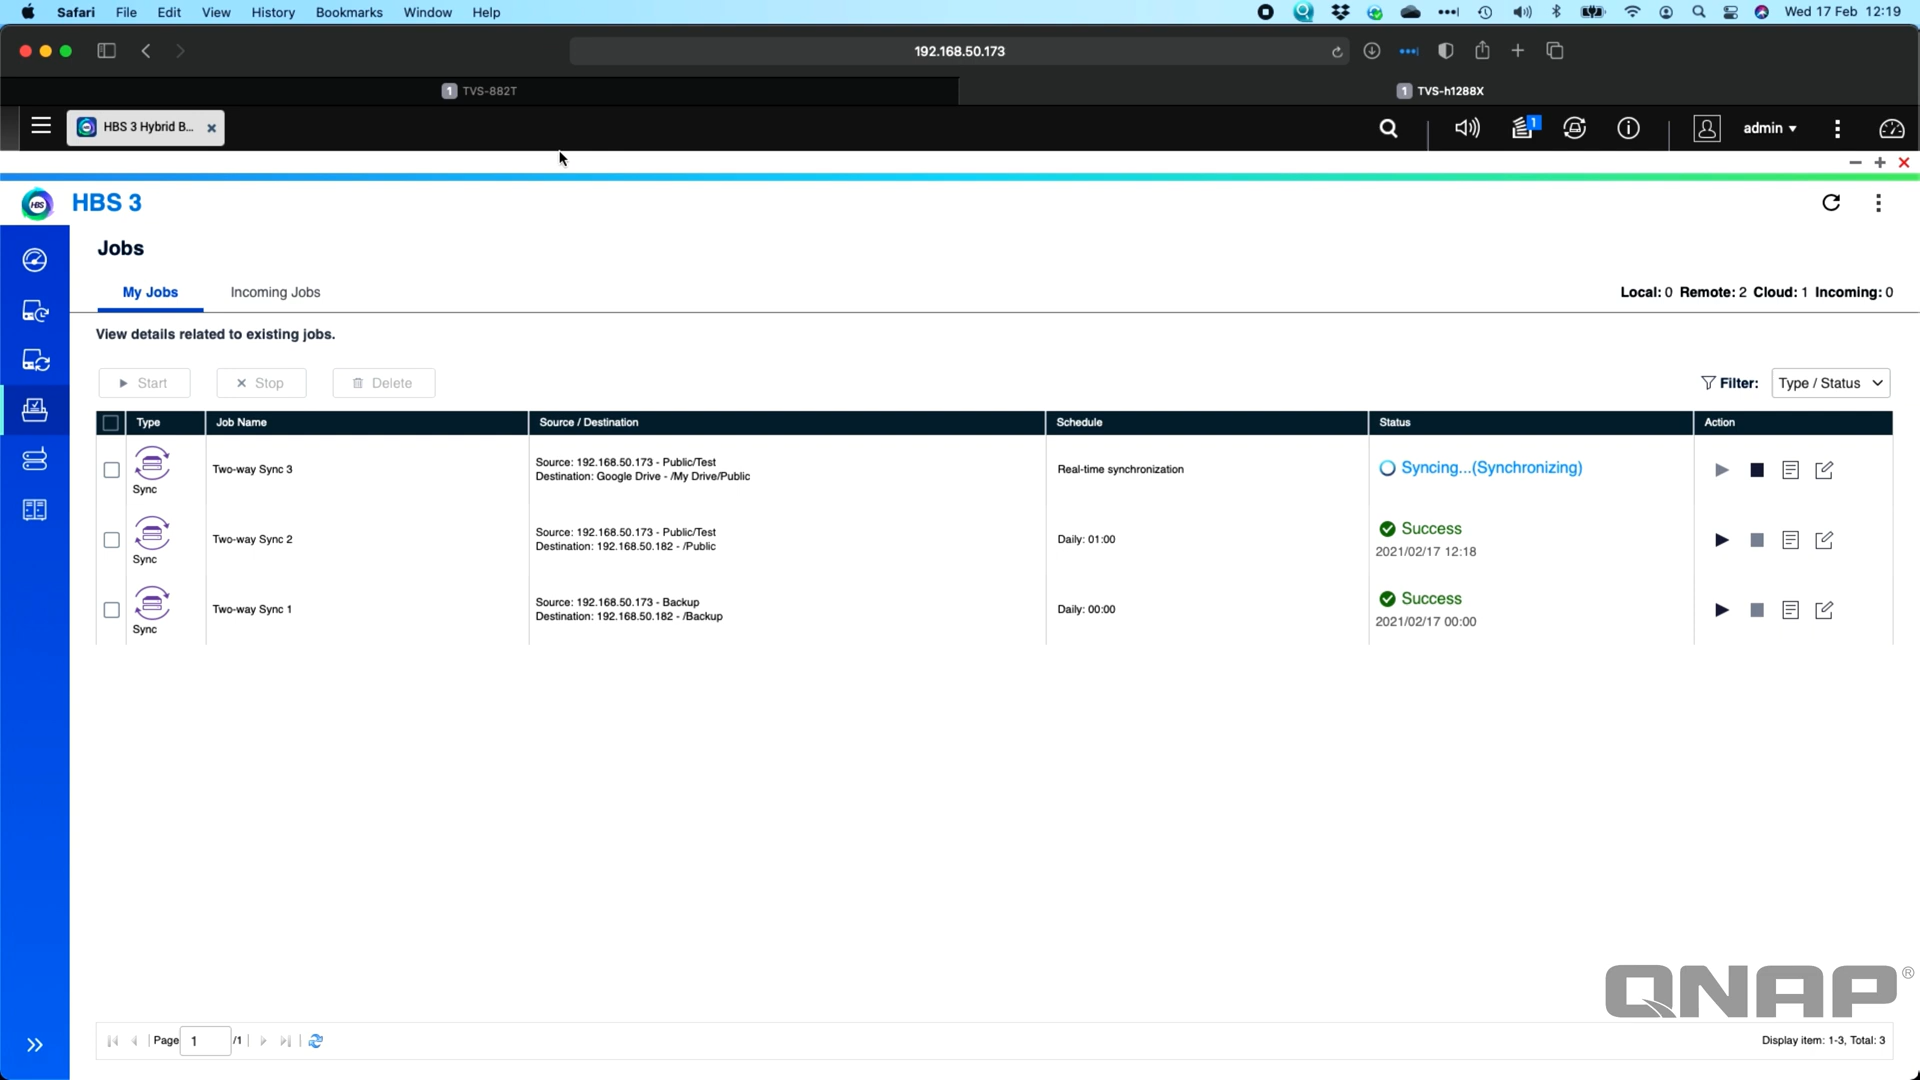 Safari File Edit View History Bookmarks Window Help
Wed 17 Feb 12:19
192.168.50.173
1 TVS-882T
1 TVS-h1288X
HBS 3 Hybrid B...
1
admin
HBS
HBS 3
Jobs
My Jobs
Incoming Jobs
Local: 0 Remote: 2 Cloud: 1 Incoming: 0
View details related to existing jobs.
Start
Stop
Delete
Filter:
Type / Status
Type
Job Name
Source / Destination
Schedule
Status
Action
Sync
Two-way Sync 3
Source: 192.168.50.173 - Public/Test
Destination: Google Drive - /My Drive/Public
Real-time synchronization
Syncing...(Synchronizing)
Sync
Two-way Sync 2
Source: 192.168.50.173 - Public/Test
Destination: 192.168.50.182 - /Public
Daily: 01:00
Success
2021/02/17 12:18
Sync
Two-way Sync 1
Source: 192.168.50.173 - Backup
Destination: 192.168.50.182 - /Backup
Daily: 00:00
Success
2021/02/17 00:00
QNAP®
Page 1 /1
Display item: 1-3, Total: 3